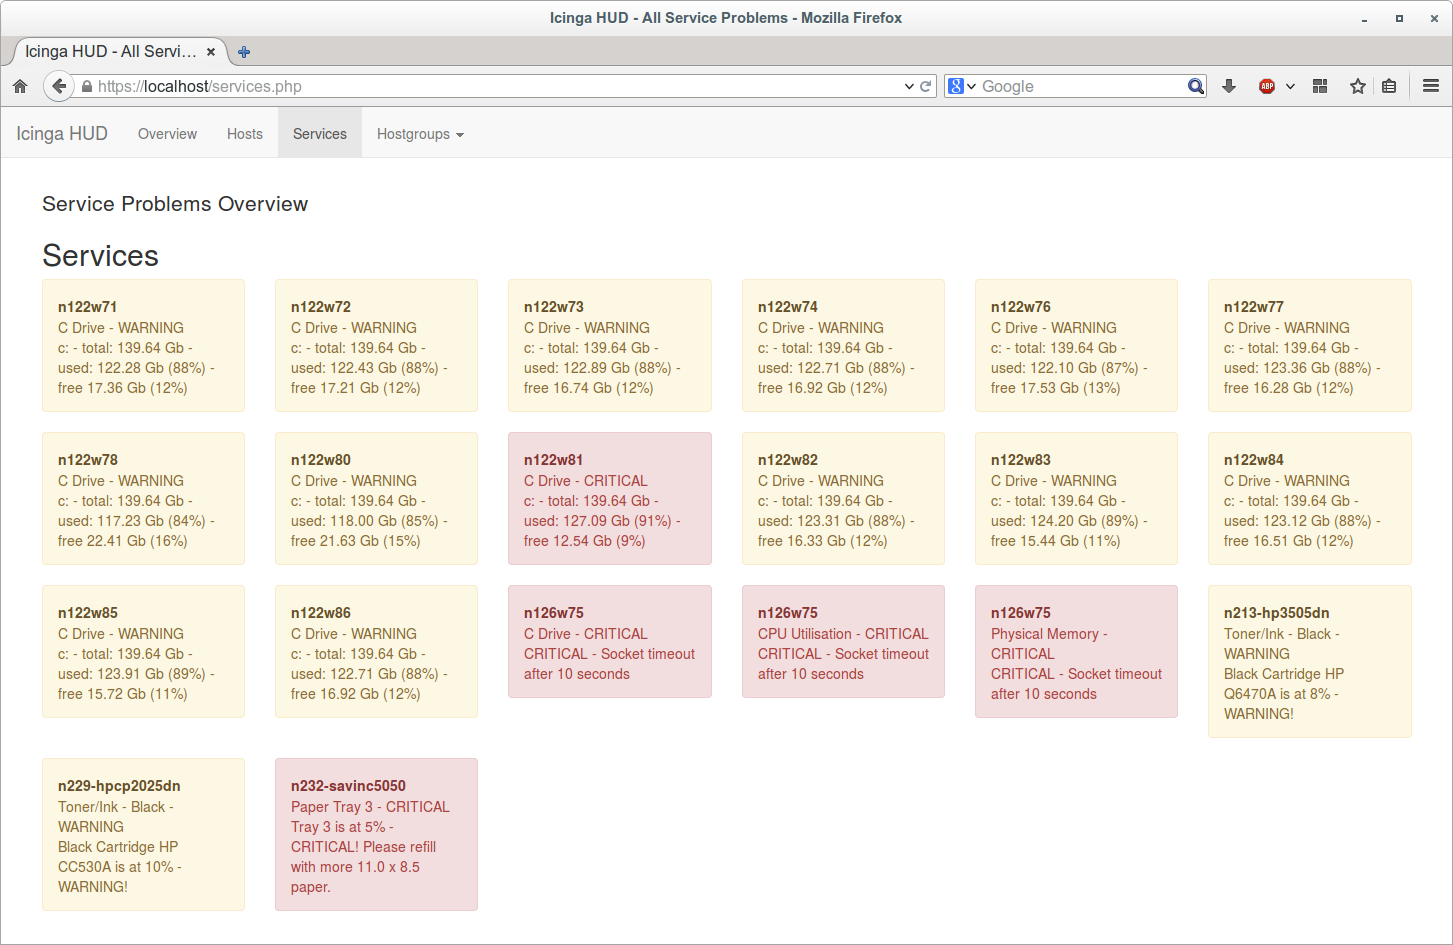 Icinga HUD - All Service Problems - Mozilla Firefox
Icinga HUD - All Servi...
https://localhost/services.php
8
Google
ABP
Icinga HUD Overview Hosts Services Hostgroups
Service Problems Overview
Services
n122w71
C Drive - WARNING
c: - total: 139.64 Gb -
used: 122.28 Gb (88%) -
free 17.36 Gb (12%)
n122w72
C Drive - WARNING
c: - total: 139.64 Gb -
used: 122.43 Gb (88%) -
free 17.21 Gb (12%)
n122w73
C Drive - WARNING
c: - total: 139.64 Gb -
used: 122.89 Gb (88%) -
free 16.74 Gb (12%)
n122w74
C Drive - WARNING
c: - total: 139.64 Gb -
used: 122.71 Gb (88%) -
free 16.92 Gb (12%)
n122w76
C Drive - WARNING
c: - total: 139.64 Gb -
used: 122.10 Gb (87%) -
free 17.53 Gb (13%)
n122w77
C Drive - WARNING
c: - total: 139.64 Gb -
used: 123.36 Gb (88%) -
free 16.28 Gb (12%)
n122w78
C Drive - WARNING
c: - total: 139.64 Gb -
used: 117.23 Gb (84%) -
free 22.41 Gb (16%)
n122w80
C Drive - WARNING
c: - total: 139.64 Gb -
used: 118.00 Gb (85%) -
free 21.63 Gb (15%)
n122w81
C Drive - CRITICAL
c: - total: 139.64 Gb -
used: 127.09 Gb (91%) -
free 12.54 Gb (9%)
n122w82
C Drive - WARNING
c: - total: 139.64 Gb -
used: 123.31 Gb (88%) -
free 16.33 Gb (12%)
n122w83
C Drive - WARNING
c: - total: 139.64 Gb -
used: 124.20 Gb (89%) -
free 15.44 Gb (11%)
n122w84
C Drive - WARNING
c: - total: 139.64 Gb -
used: 123.12 Gb (88%) -
free 16.51 Gb (12%)
n122w85
C Drive - WARNING
c: - total: 139.64 Gb -
used: 123.91 Gb (89%) -
free 15.72 Gb (11%)
n122w86
C Drive - WARNING
c: - total: 139.64 Gb -
used: 122.71 Gb (88%) -
free 16.92 Gb (12%)
n126w75
C Drive - CRITICAL
CRITICAL - Socket timeout
after 10 seconds
n126w75
CPU Utilisation - CRITICAL
CRITICAL - Socket timeout
after 10 seconds
n126w75
Physical Memory -
CRITICAL
CRITICAL - Socket timeout
after 10 seconds
n213-hp3505dn
Toner/Ink - Black -
WARNING
Black Cartridge HP
Q6470A is at 8% -
WARNING!
n229-hpcp2025dn
Toner/Ink - Black -
WARNING
Black Cartridge HP
CC530A is at 10% -
WARNING!
n232-savinc5050
Paper Tray 3 - CRITICAL
Tray 3 is at 5% -
CRITICAL! Please refill
with more 11.0 x 8.5
paper.